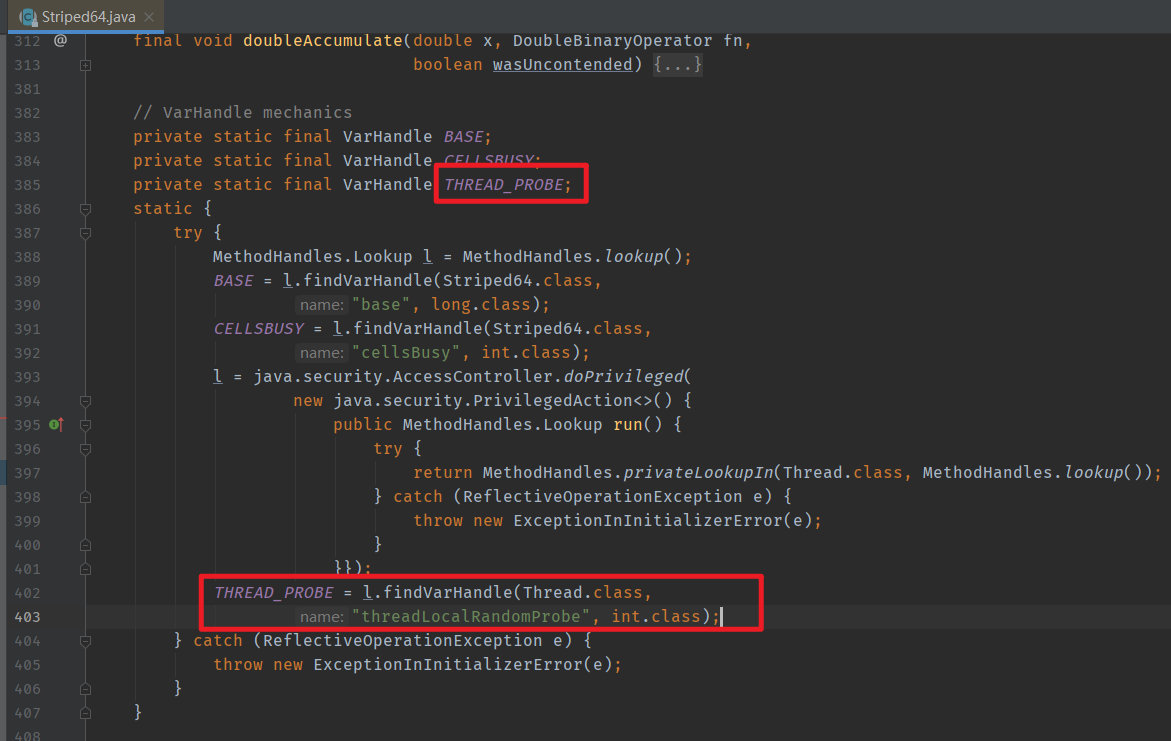 Striped64.java
312 @ final void doubleAccumulate(double x, DoubleBinaryOperator fn,
313 boolean wasUncontended) {...}
381
382 // VarHandle mechanics
383 private static final VarHandle BASE;
384 private static final VarHandle CELLSBUSY;
385 private static final VarHandle THREAD_PROBE;
386 static {
387 try {
388 MethodHandles.Lookup l = MethodHandles.lookup();
389 BASE = l.findVarHandle(Striped64.class,
390 name: "base", long.class);
391 CELLSBUSY = l.findVarHandle(Striped64.class,
392 name: "cellsBusy", int.class);
393 l = java.security.AccessController.doPrivileged(
394 new java.security.PrivilegedAction<>() {
395 public MethodHandles.Lookup run() {
396 try {
397 return MethodHandles.privateLookupIn(Thread.class, MethodHandles.lookup());
398 } catch (ReflectiveOperationException e) {
399 throw new ExceptionInInitializerError(e);
400 }
401 }});
402 THREAD_PROBE = l.findVarHandle(Thread.class,
403 name: "threadLocalRandomProbe", int.class);
404 } catch (ReflectiveOperationException e) {
405 throw new ExceptionInInitializerError(e);
406 }
407 }
408